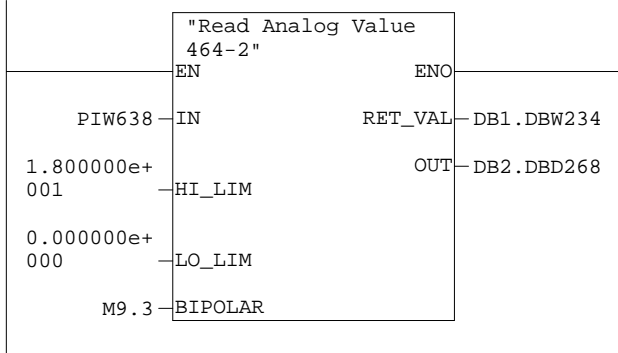 "Read Analog Value
464-2"
EN ENO
PIW638 IN RET_VAL DB1.DBW234
1.800000e+ OUT DB2.DBD268
001 HI_LIM
0.000000e+
000 LO_LIM
M9.3 BIPOLAR